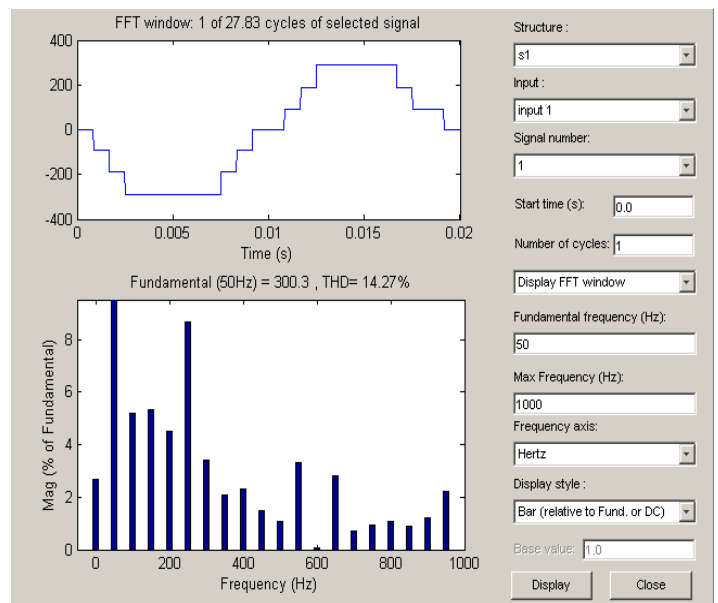 FFT window: 1 of 27.83 cycles of selected signal
400
200
0
-200
-400
0
0.005
0.01
0.015
0.02
Time (s)
Fundamental (50Hz) = 300.3 , THD= 14.27%
Mag (% of Fundamental)
8
6
4
2
0
0
200
400
600
800
1000
Frequency (Hz)
Structure :
s1
Input :
input 1
Signal number:
1
Start time (s): 0.0
Number of cycles: 1
Display FFT window
Fundamental frequency (Hz):
50
Max Frequency (Hz):
1000
Frequency axis:
Hertz
Display style :
Bar (relative to Fund. or DC)
Base value: 1.0
Display
Close